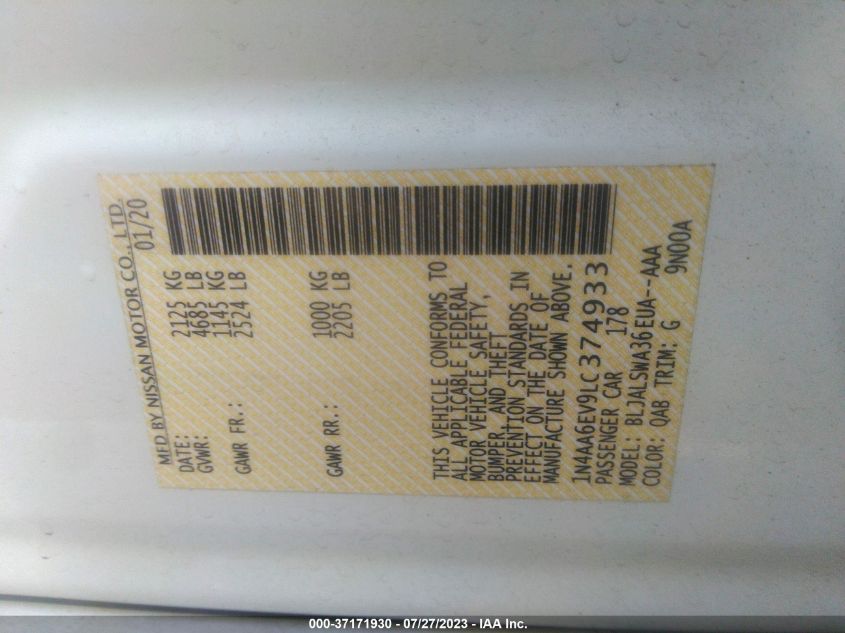 MFD BY NISSAN MOTOR CO., LTD.
DATE: 01/20
GVWR: 2125 KG
4685 LB
GAWR FR.: 1145 KG
2524 LB
GAWR RR.: 1000 KG
2205 LB
THIS VEHICLE CONFORMS TO
ALL APPLICABLE FEDERAL
MOTOR VEHICLE SAFETY,
BUMPER, AND THEFT
PREVENTION STANDARDS IN
EFFECT ON THE DATE OF
MANUFACTURE SHOWN ABOVE.
1N4AA6EV9LC374933
PASSENGER CAR 178
MODEL: BLJALSWA36EUA--AAA
COLOR: QAB TRIM: G 9N00A
000-37171930 - 07/27/2023 - IAA Inc.